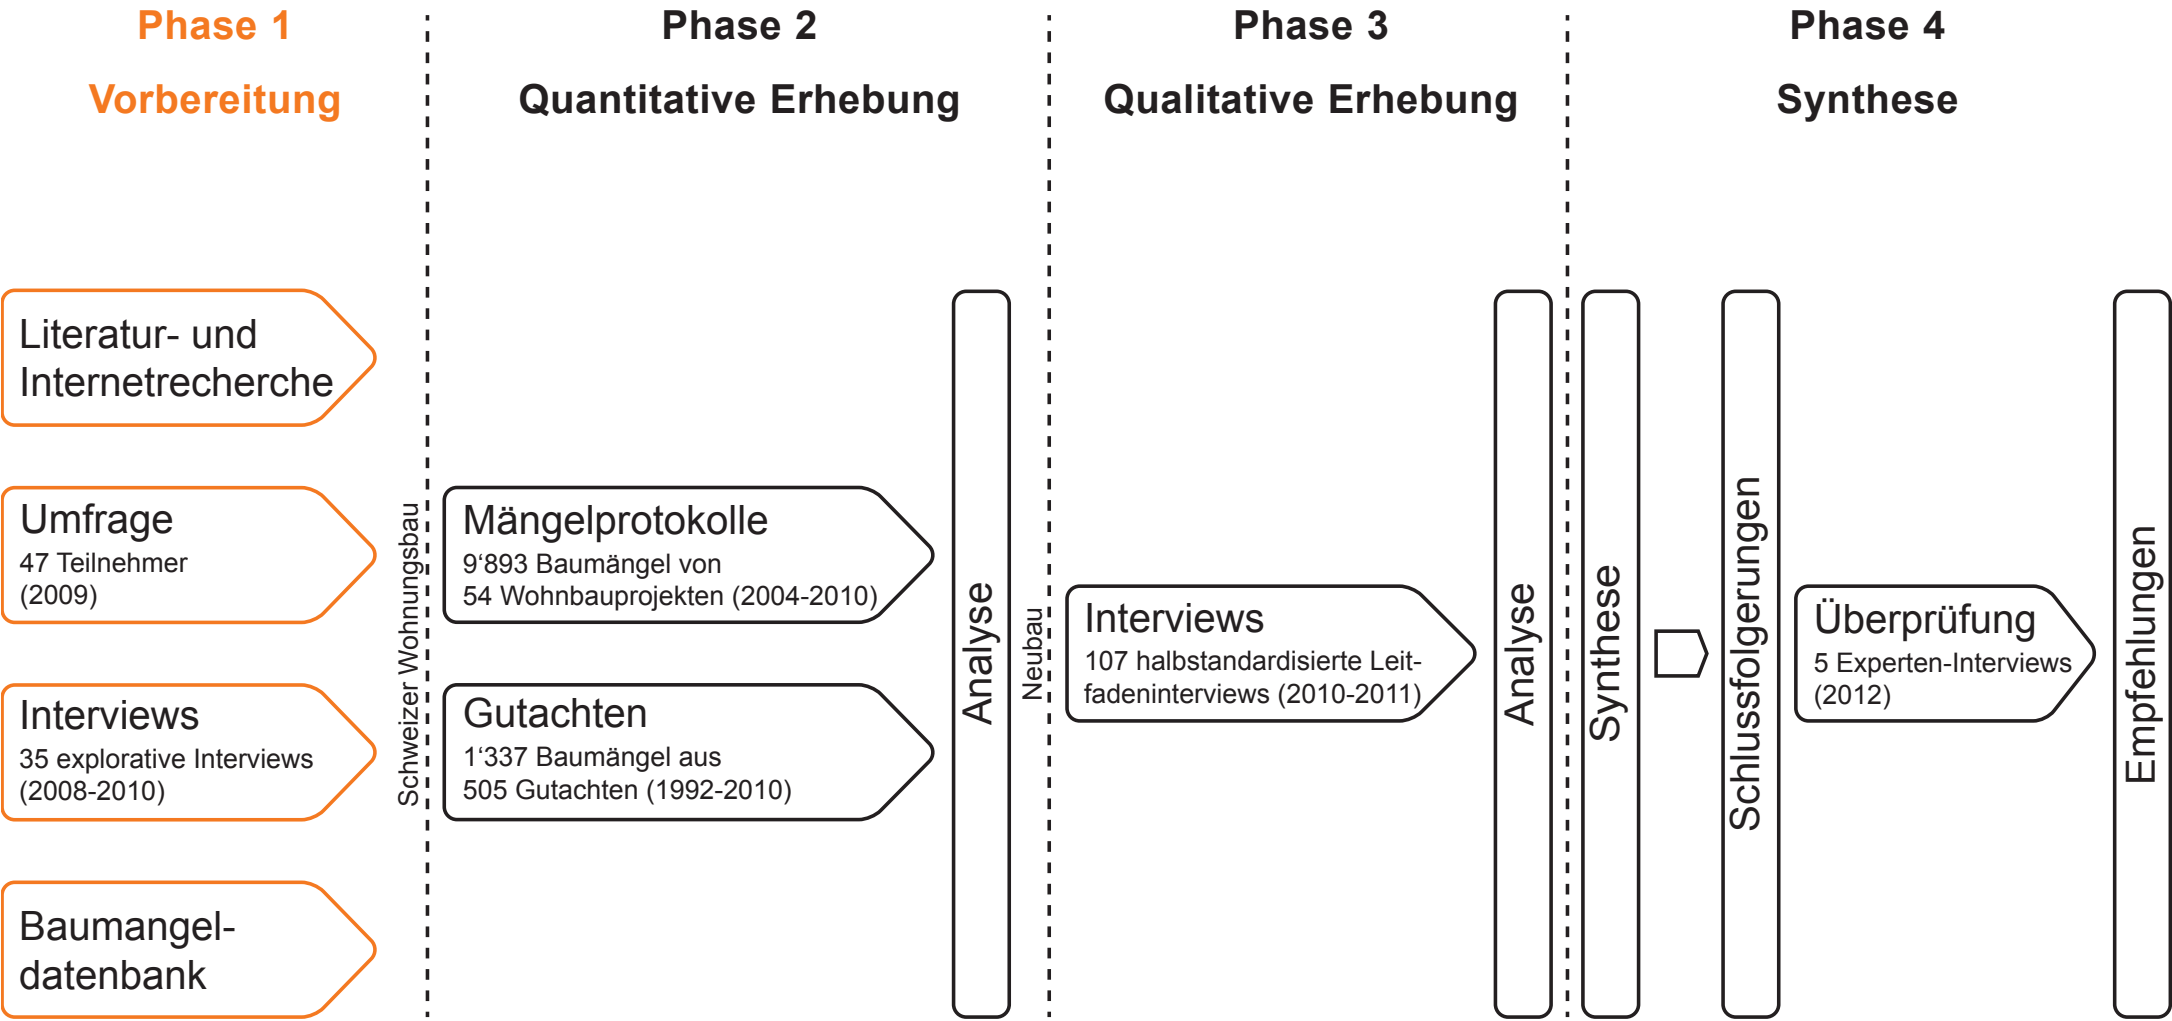 Phase 1
Vorbereitung
Literatur- und
Internetrecherche
Umfrage
47 Teilnehmer
(2009)
Interviews
35 explorative Interviews
(2008-2010)
Baumangel-
datenbank
Schweizer Wohnungsbau
Phase 2
Quantitative Erhebung
Mängelprotokolle
9‘893 Baumängel von
54 Wohnbauprojekten (2004-2010)
Gutachten
1‘337 Baumängel aus
505 Gutachten (1992-2010)
Analyse
Neubau
Phase 3
Qualitative Erhebung
Interviews
107 halbstandardisierte Leit-
fadeninterviews (2010-2011)
Analyse
Phase 4
Synthese
Synthese
Schlussfolgerungen
Überprüfung
5 Experten-Interviews
(2012)
Empfehlungen